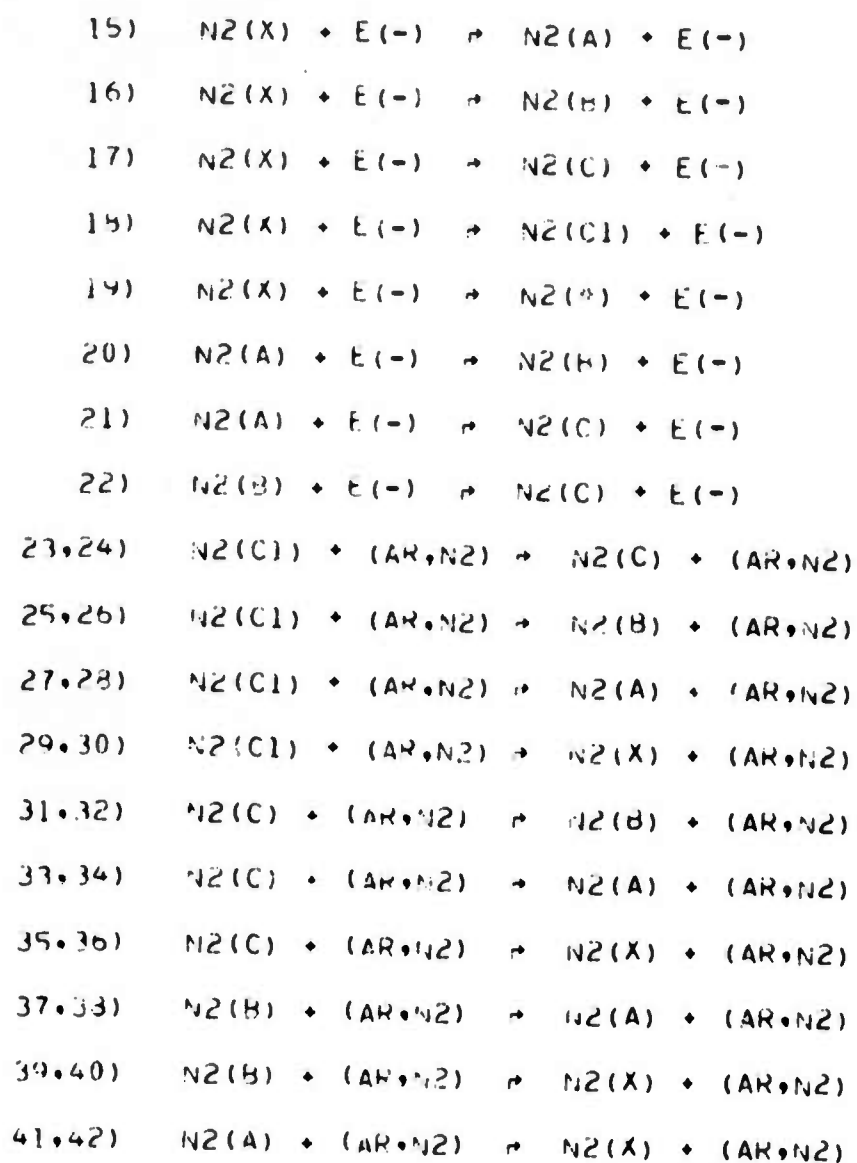 15) N2(X) + E(-) → N2(A) + E(-)
16) N2(X) + E(-) → N2(B) + E(-)
17) N2(X) + E(-) → N2(C) + E(-)
18) N2(X) + E(-) → N2(C1) + E(-)
19) N2(X) + E(-) → N2(*) + E(-)
20) N2(A) + E(-) → N2(B) + E(-)
21) N2(A) + E(-) → N2(C) + E(-)
22) N2(B) + E(-) → N2(C) + E(-)
23,24) N2(C1) + (AR,N2) → N2(C) + (AR,N2)
25,26) N2(C1) + (AR,N2) → N2(B) + (AR,N2)
27,28) N2(C1) + (AR,N2) → N2(A) + (AR,N2)
29,30) N2(C1) + (AR,N2) → N2(X) + (AR,N2)
31,32) N2(C) + (AR,N2) → N2(B) + (AR,N2)
33,34) N2(C) + (AR,N2) → N2(A) + (AR,N2)
35,36) N2(C) + (AR,N2) → N2(X) + (AR,N2)
37,38) N2(B) + (AR,N2) → N2(A) + (AR,N2)
39,40) N2(B) + (AR,N2) → N2(X) + (AR,N2)
41,42) N2(A) + (AR,N2) → N2(X) + (AR,N2)